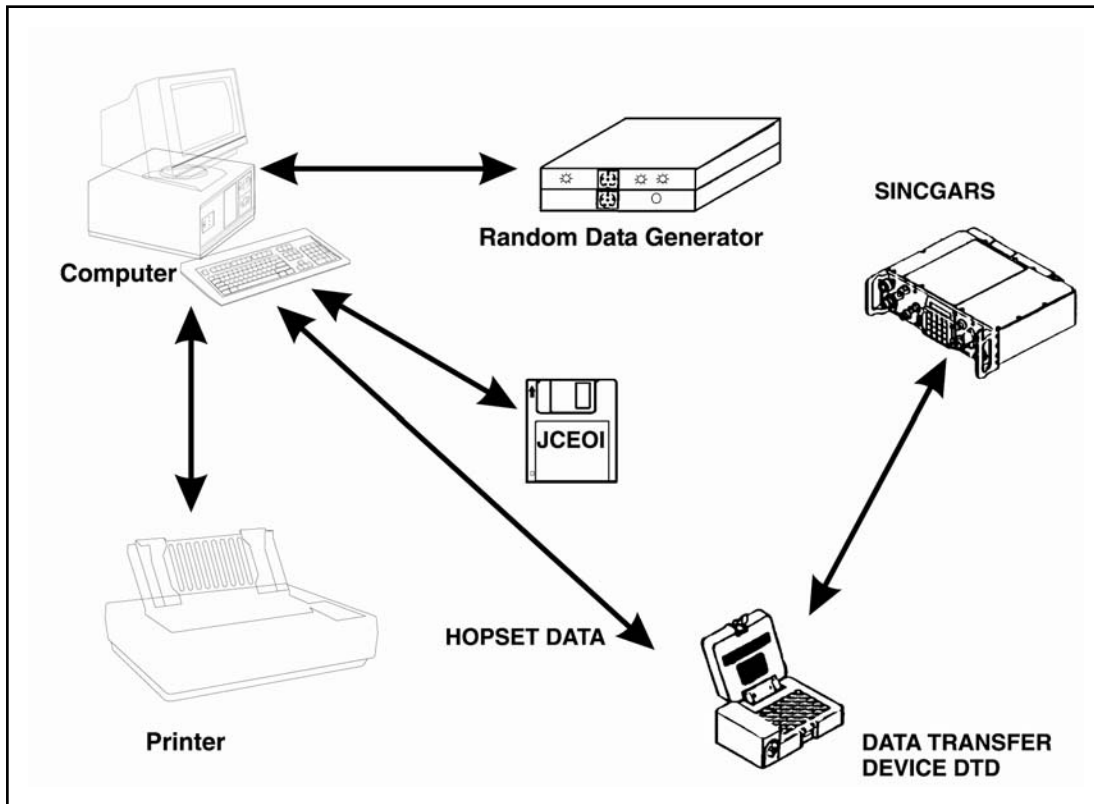 Random Data Generator
SINCGARS
Computer
JCEOI
HOPSET DATA
Printer
DATA TRANSFER
DEVICE DTD